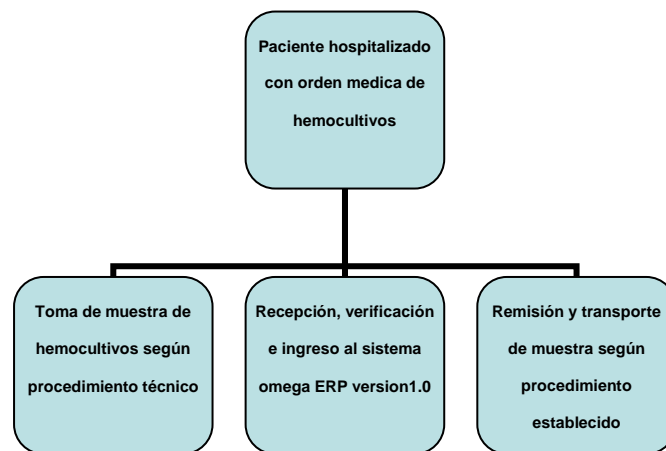 Paciente hospitalizado
con orden medica de
hemocultivos
Toma de muestra de
hemocultivos según
procedimiento técnico
Recepción, verificación
e ingreso al sistema
omega ERP version1.0
Remisión y transporte
de muestra según
procedimiento
establecido